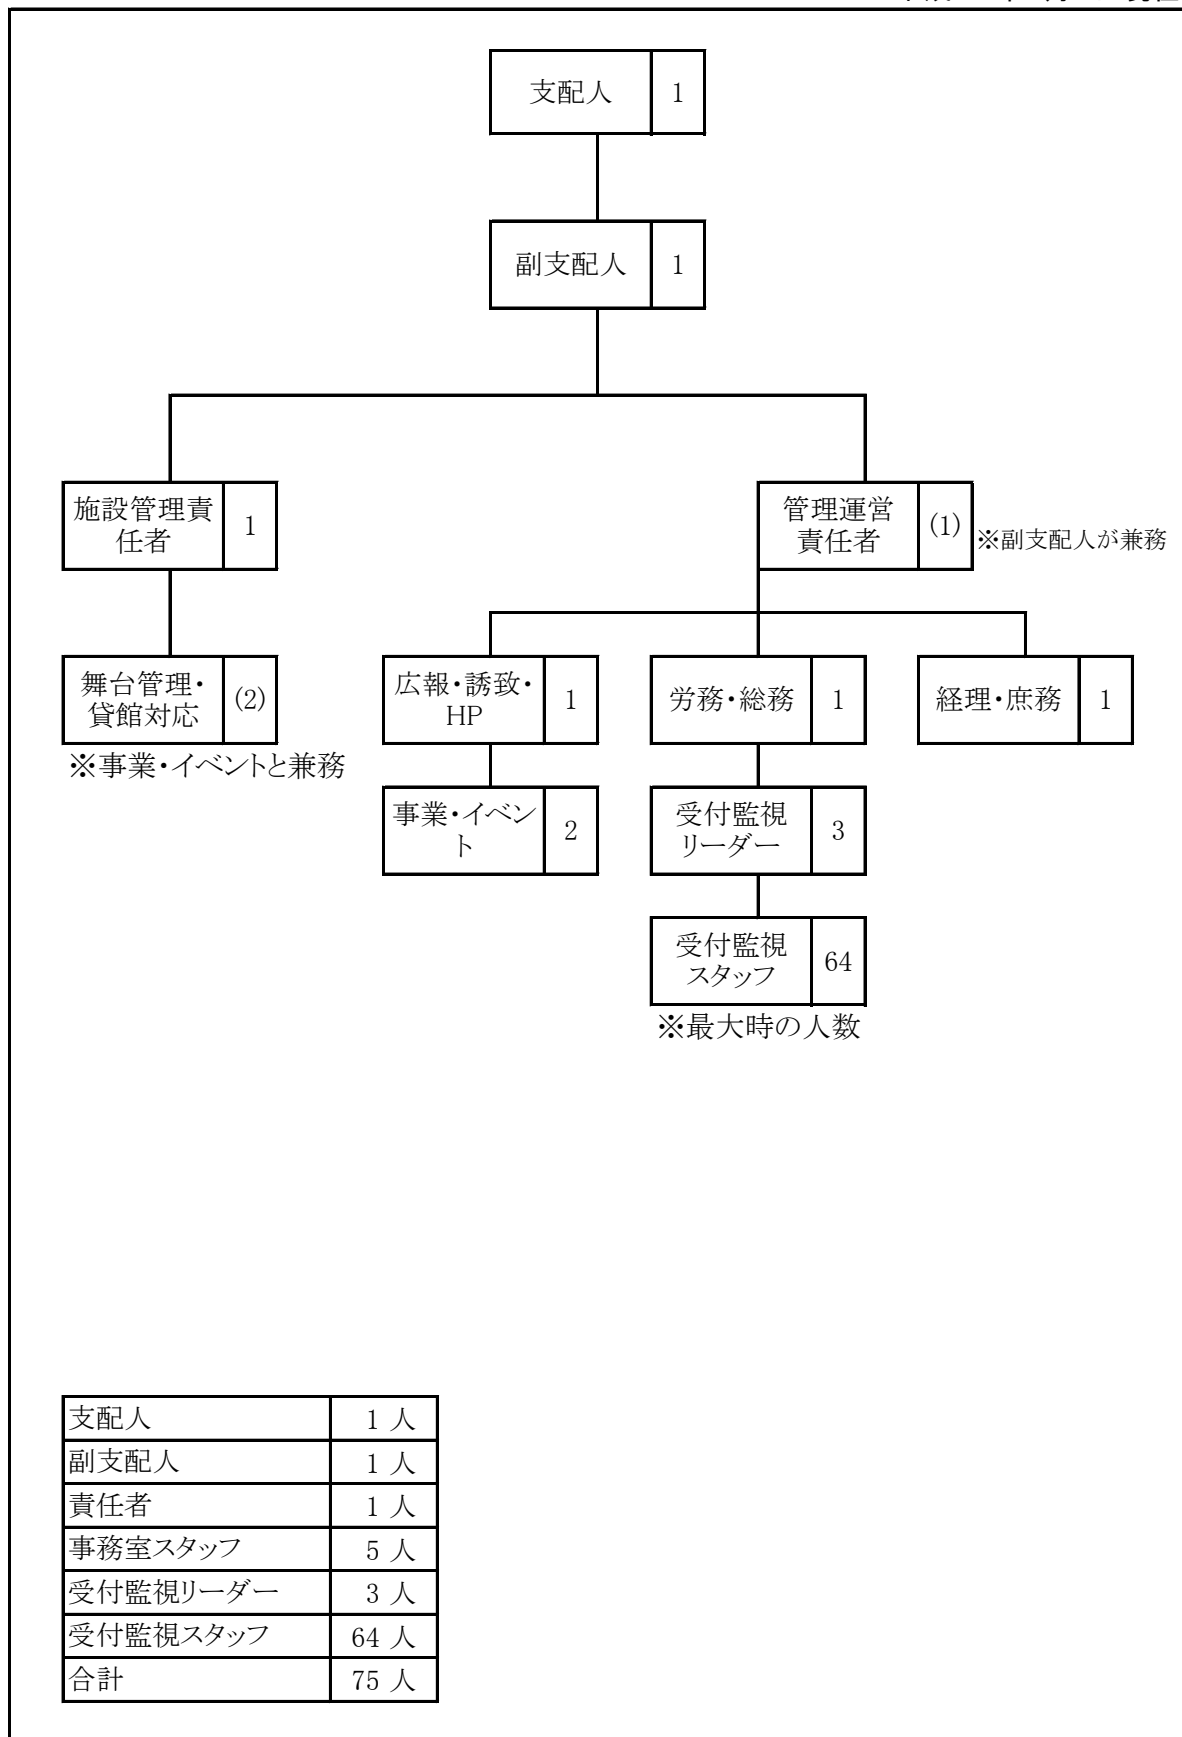 支配人 1
副支配人 1
施設管理責
任者
1
管理運営
責任者
(1)
※副支配人が兼務
舞台管理・
貸館対応
(2)
※事業・イベントと兼務
広報・誘致・
HP
1
労務・総務 1
経理・庶務 1
事業・イベン
ト
2
受付監視
リーダー
3
受付監視
スタッフ
64
※最大時の人数
支配人 1 人
副支配人 1 人
責任者 1 人
事務室スタッフ 5 人
受付監視リーダー 3 人
受付監視スタッフ 64 人
合計 75 人